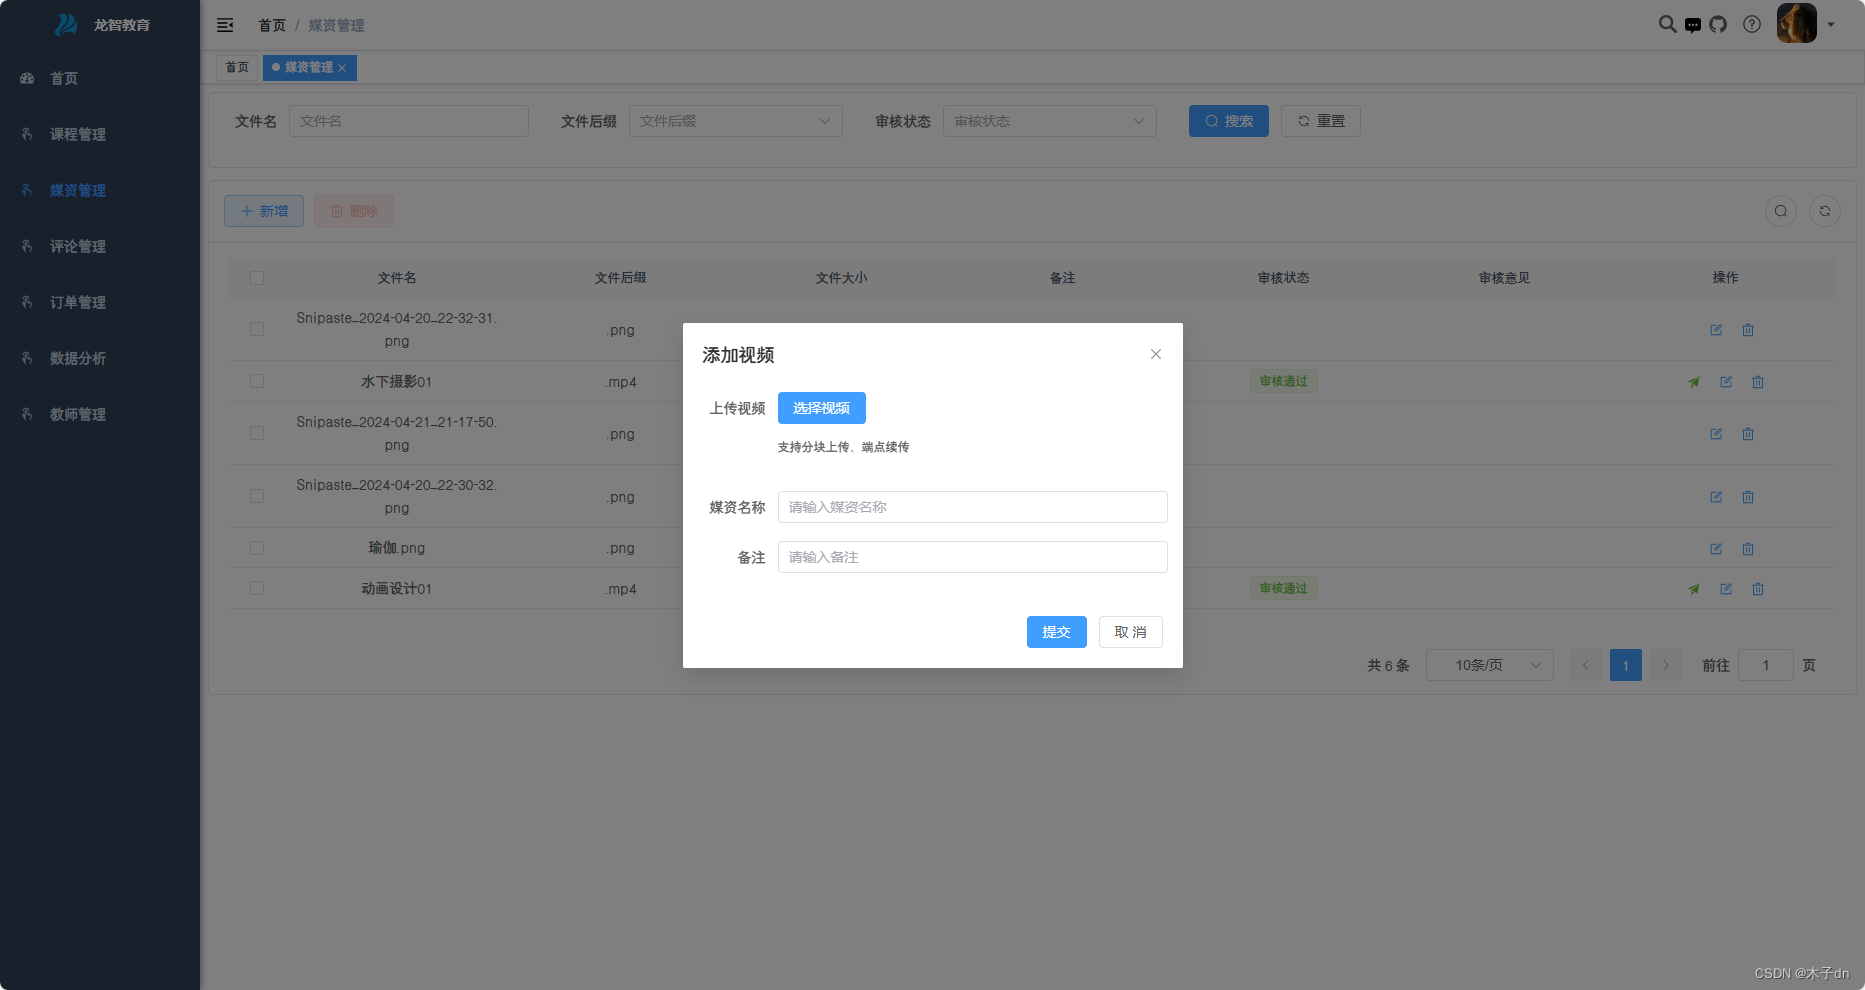 龙智教育
首页 / 媒资管理
首页
媒资管理
首页
课程管理
媒资管理
评论管理
订单管理
数据分析
教师管理
文件名 文件名 文件后缀 文件后缀 审核状态 审核状态 搜索 重置
新增 删除
文件名 文件后缀 文件大小 备注 审核状态 审核意见 操作
Snipaste_2024-04-20_22-32-31.
png
.png
水下摄影01 .mp4 审核通过
Snipaste_2024-04-21_21-17-50.
png
.png
Snipaste_2024-04-20_22-30-32.
png
.png
瑜伽.png .png
动画设计01 .mp4 审核通过
共 6 条 10条/页 1 前往 1 页
添加视频
上传视频 选择视频
支持分块上传、端点续传
媒资名称 请输入媒资名称
备注 请输入备注
提交 取 消
CSDN @木子dn